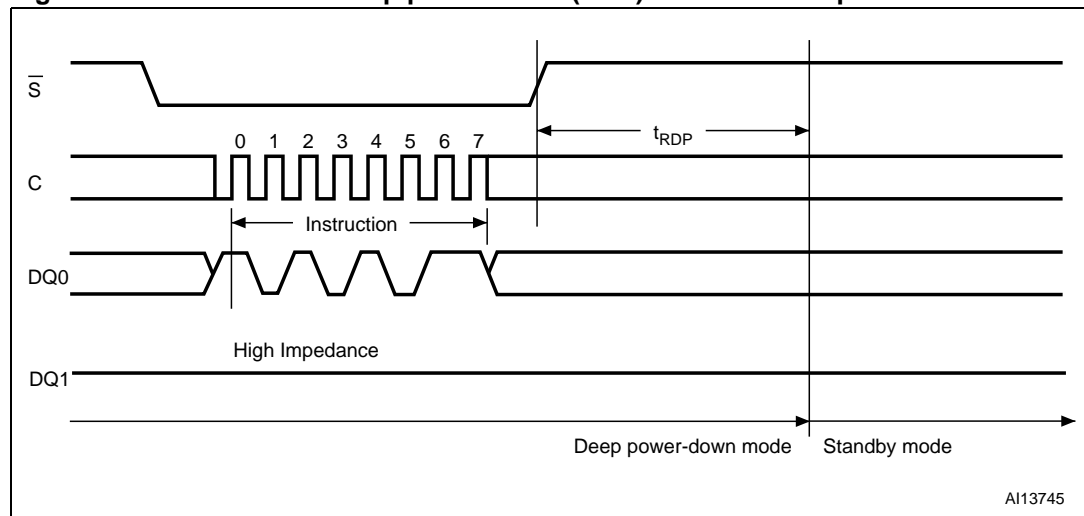 S
t RDP
0 1 2 3 4 5 6 7
C
Instruction
DQ0
High Impedance
DQ1
Deep power-down mode Standby mode
AI13745